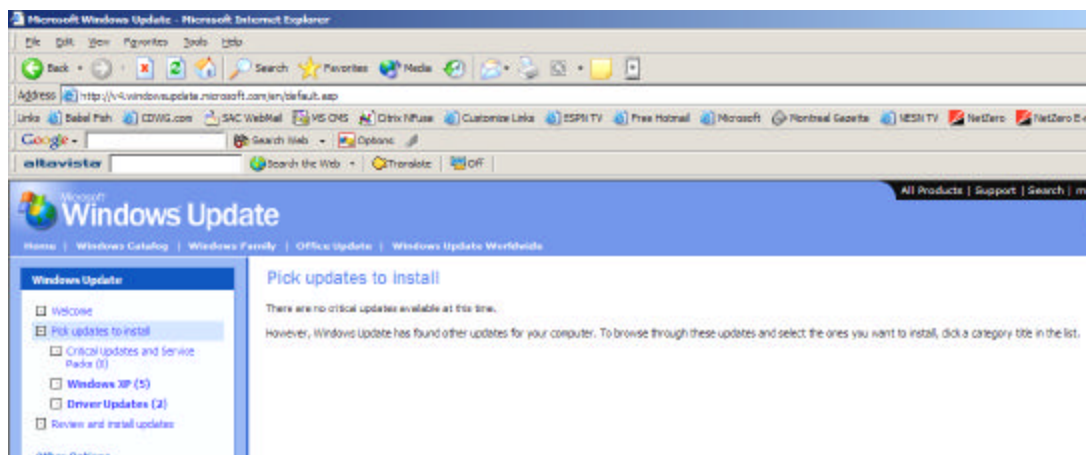 Microsoft Windows Update - Microsoft Internet Explorer
File Edit View Favorites Tools Help
Back Search Favorites Media
Address http://v4.windowsupdate.microsoft.com/en/default.asp
Links Babel Fish CDWG.com SAC WebMail MS CMS Citrix NFuse Customize Links ESPN TV Free Hotmail Microsoft Montreal Gazette NESN TV NetZero NetZero E
Google Search Web Options
altavista Search the Web Translate Off
All Products | Support | Search | m
Microsoft
Windows Update
Home | Windows Catalog | Windows Family | Office Update | Windows Update Worldwide
Windows Update
Welcome
Pick updates to install
Critical Updates and Service
Packs (0)
Windows XP (5)
Driver Updates (2)
Review and install updates
Other Options
Pick updates to install
There are no critical updates available at this time.
However, Windows Update has found other updates for your computer. To browse through these updates and select the ones you want to install, click a category title in the list.